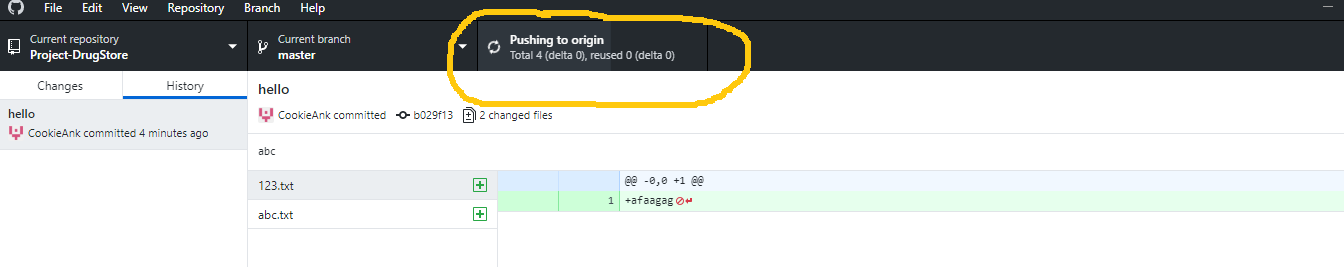 File Edit View Repository Branch Help
Current repository
Project-DrugStore
Current branch
master
Pushing to origin
Total 4 (delta 0), reused 0 (delta 0)
Changes History
hello
CookieAnk committed 4 minutes ago
hello
CookieAnk committed b029f13 2 changed files
abc
123.txt
abc.txt
@@ -0,0 +1 @@
1 +afaagag